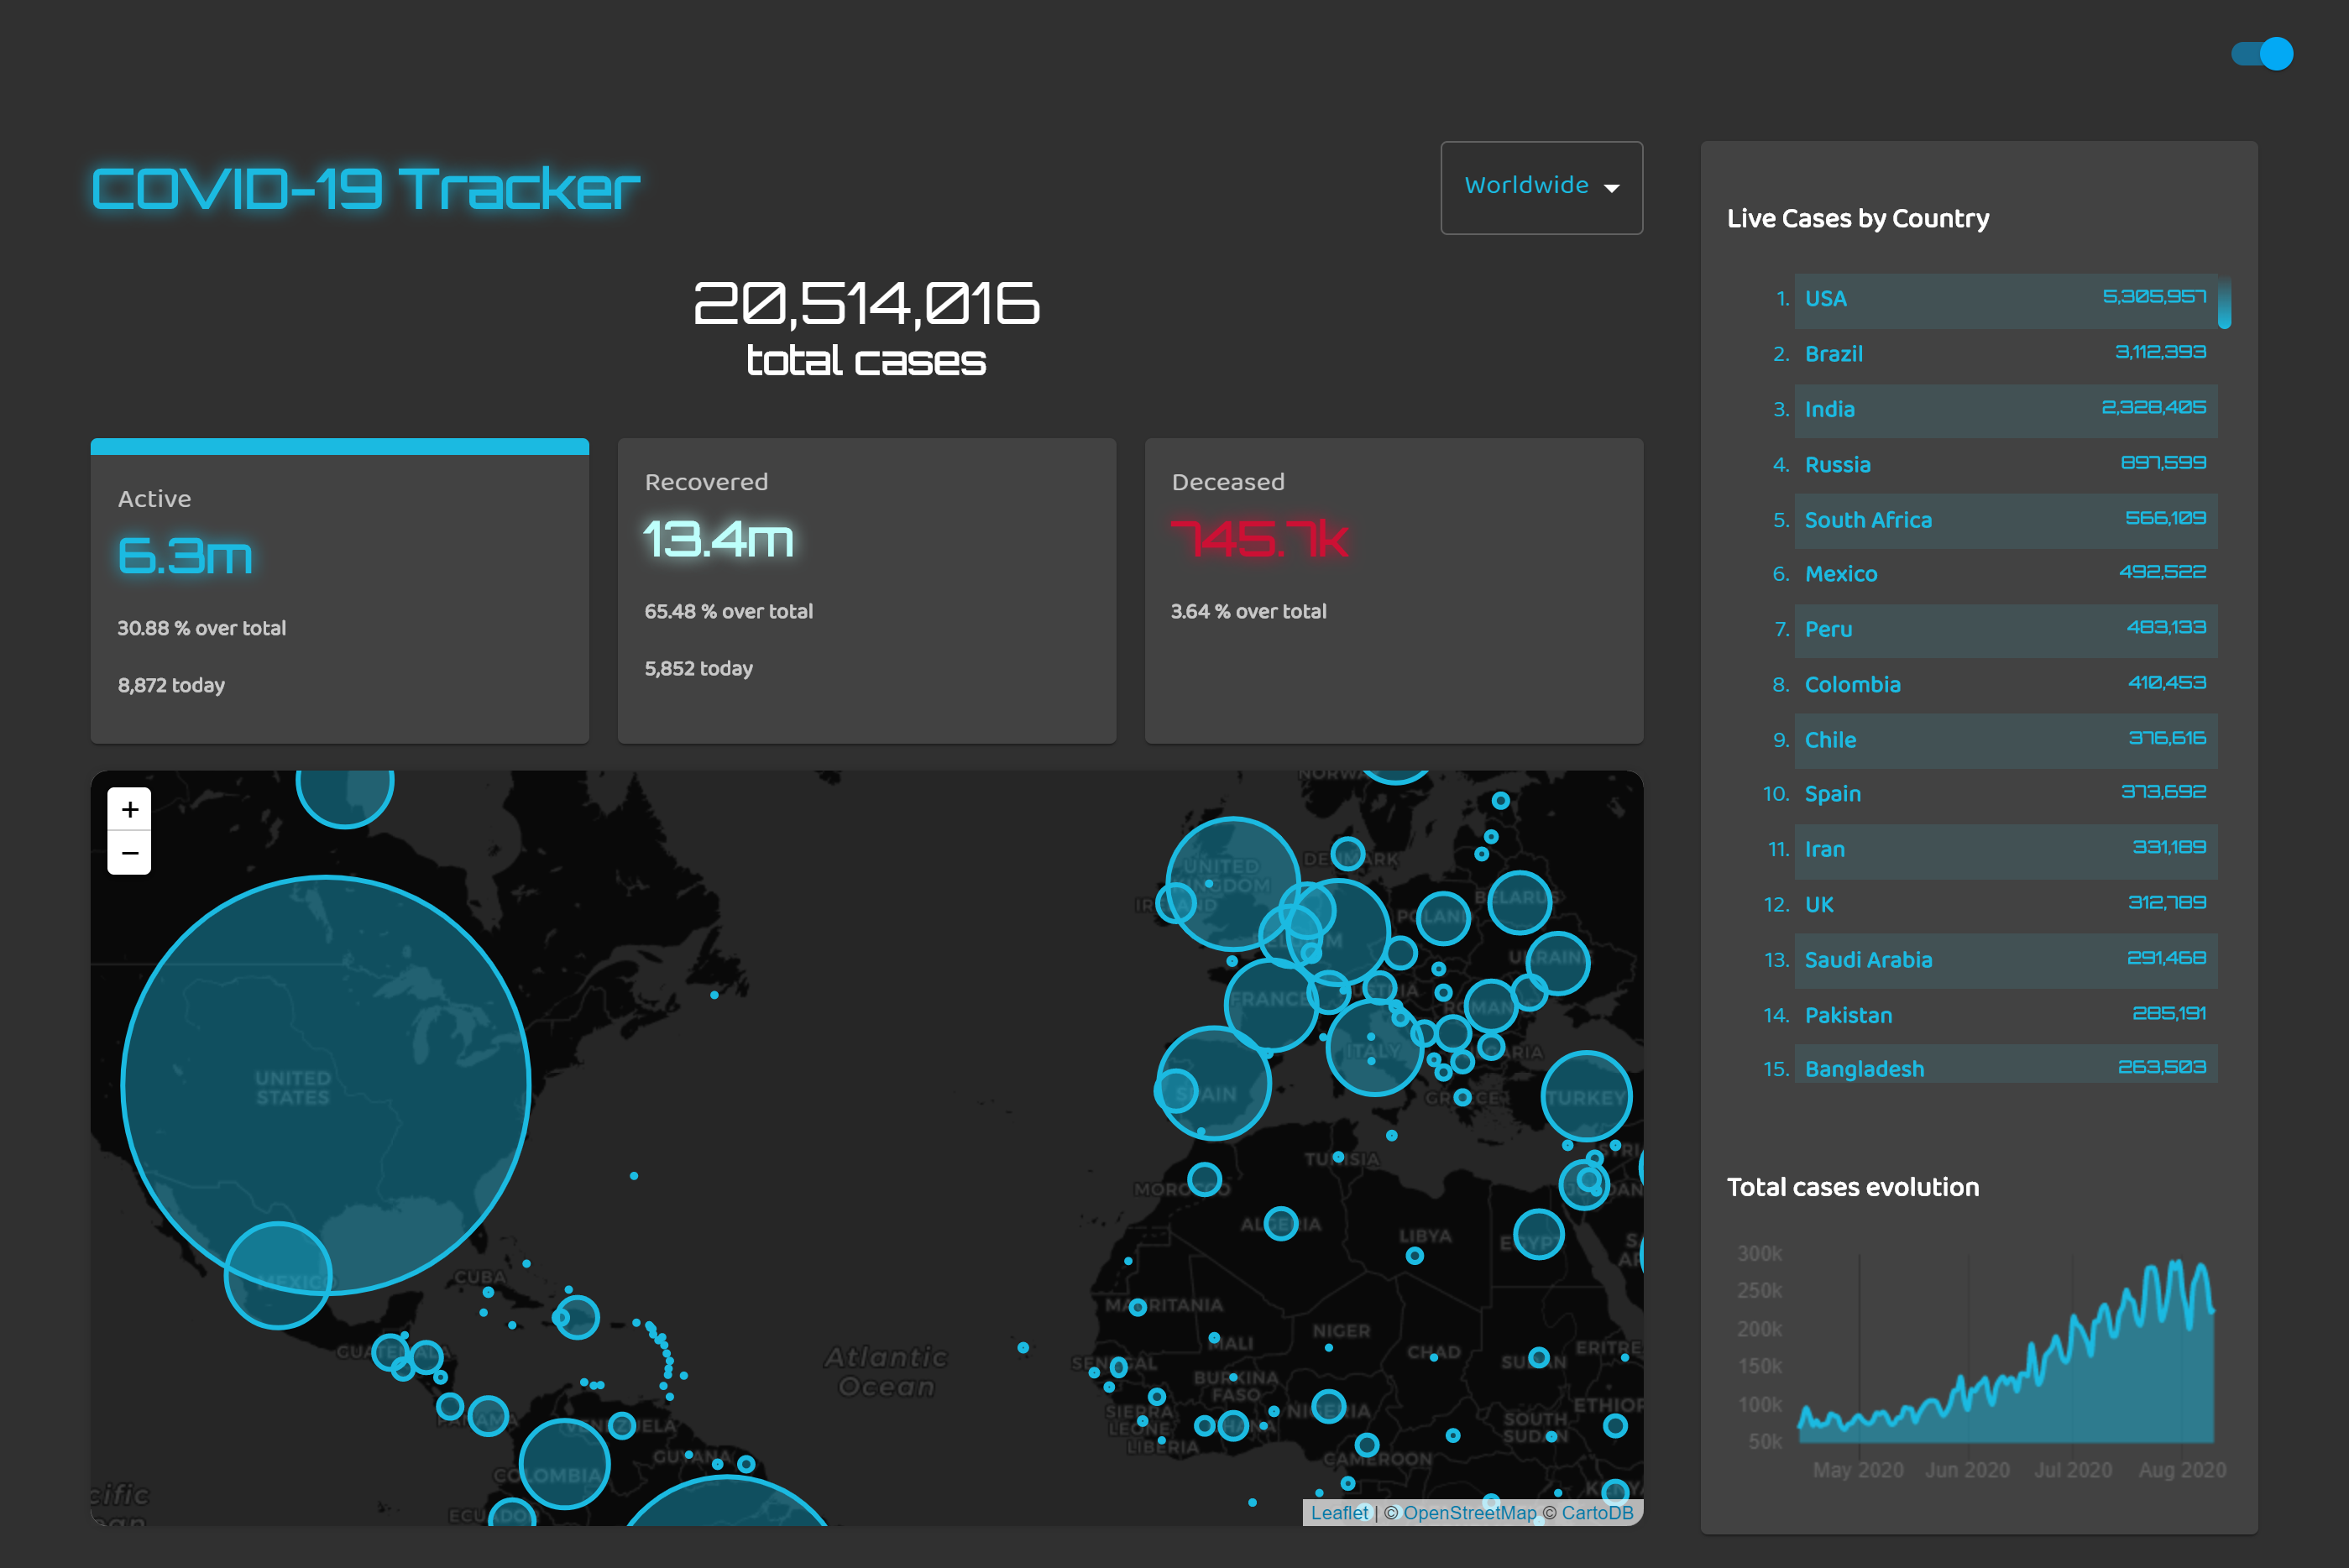 COVID-19 Tracker
Worldwide
20,514,016
total cases
Active
6.3m
30.88 % over total
8,872 today
Recovered
13.4m
65.48 % over total
5,852 today
Deceased
745.7k
3.64 % over total
+
−
NORWAY
UNITED
KINGDOM
DENMARK
IRELAND
POLAND
BELARUS
BELGIUM
UKRAINE
FRANCE
AUSTRIA
ROMANIA
UNITED
STATES
ITALY
SPAIN
GREECE
TURKEY
TUNISIA
MOROCCO
ALGERIA
LIBYA
EGYPT
MEXICO
CUBA
MAURITANIA
MALI
NIGER
CHAD
SUDAN
GUATEMALA
Atlantic
Ocean
SENEGAL
BURKINA
FASO
SIERRA
LEONE
LIBERIA
GHANA
NIGERIA
SOUTH
SUDAN
CAMEROON
PANAMA
VENEZUELA
GUYANA
COLOMBIA
ECUADOR
Leaflet | © OpenStreetMap © CartoDB
Live Cases by Country
1. USA 5,305,957
2. Brazil 3,112,393
3. India 2,328,405
4. Russia 897,599
5. South Africa 566,109
6. Mexico 492,522
7. Peru 483,133
8. Colombia 410,453
9. Chile 376,616
10. Spain 373,692
11. Iran 331,189
12. UK 312,789
13. Saudi Arabia 291,468
14. Pakistan 285,191
15. Bangladesh 263,503
Total cases evolution
300k
250k
200k
150k
100k
50k
May 2020 Jun 2020 Jul 2020 Aug 2020